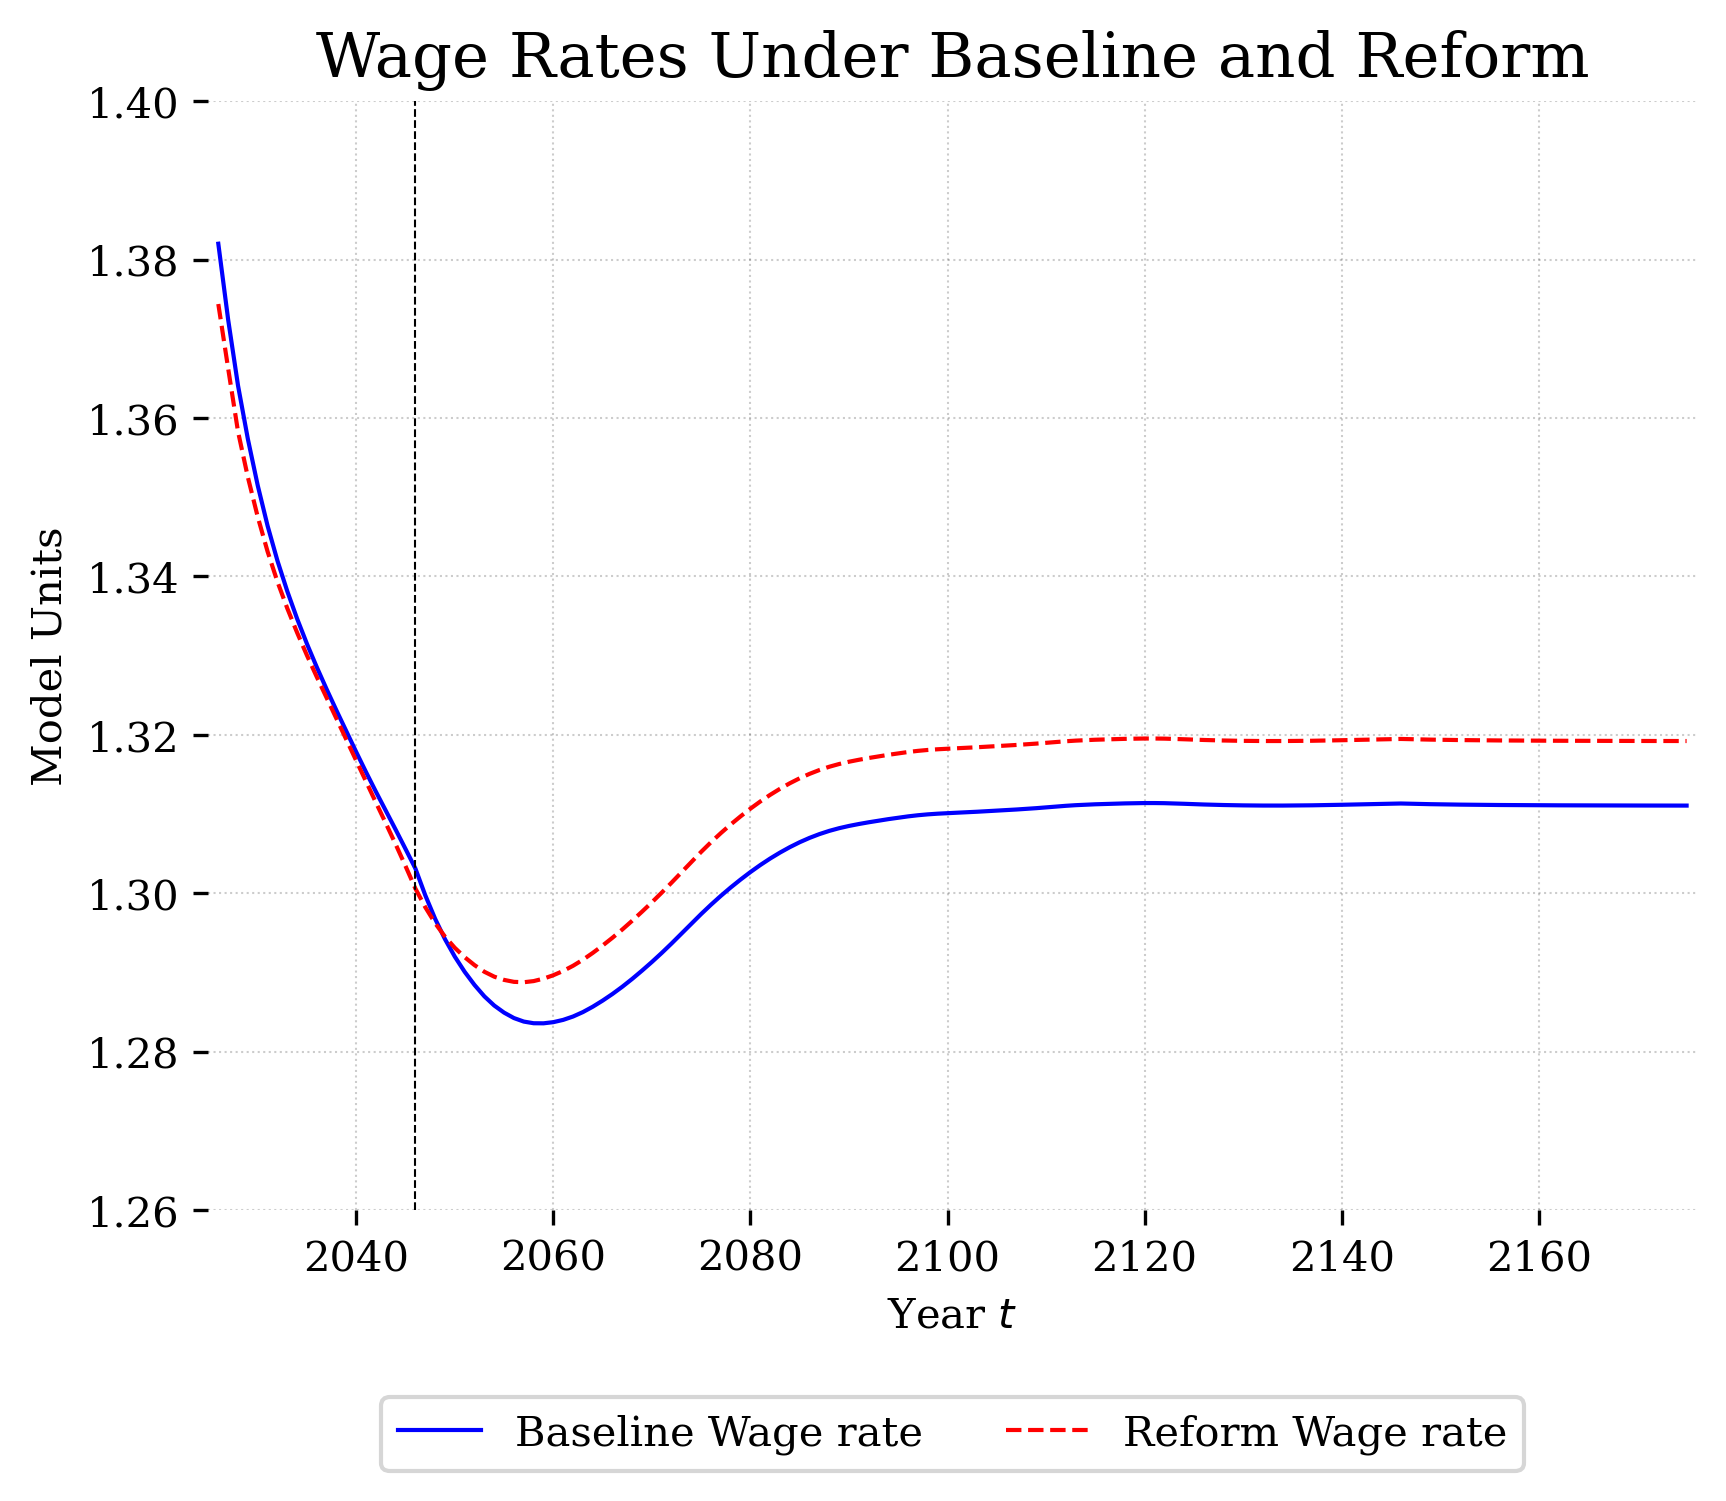 Wage Rates Under Baseline and Reform
1.40
1.38
1.36
1.34
1.32
1.30
1.28
1.26
Model Units
2040 2060 2080 2100 2120 2140 2160
Year t
Baseline Wage rate Reform Wage rate